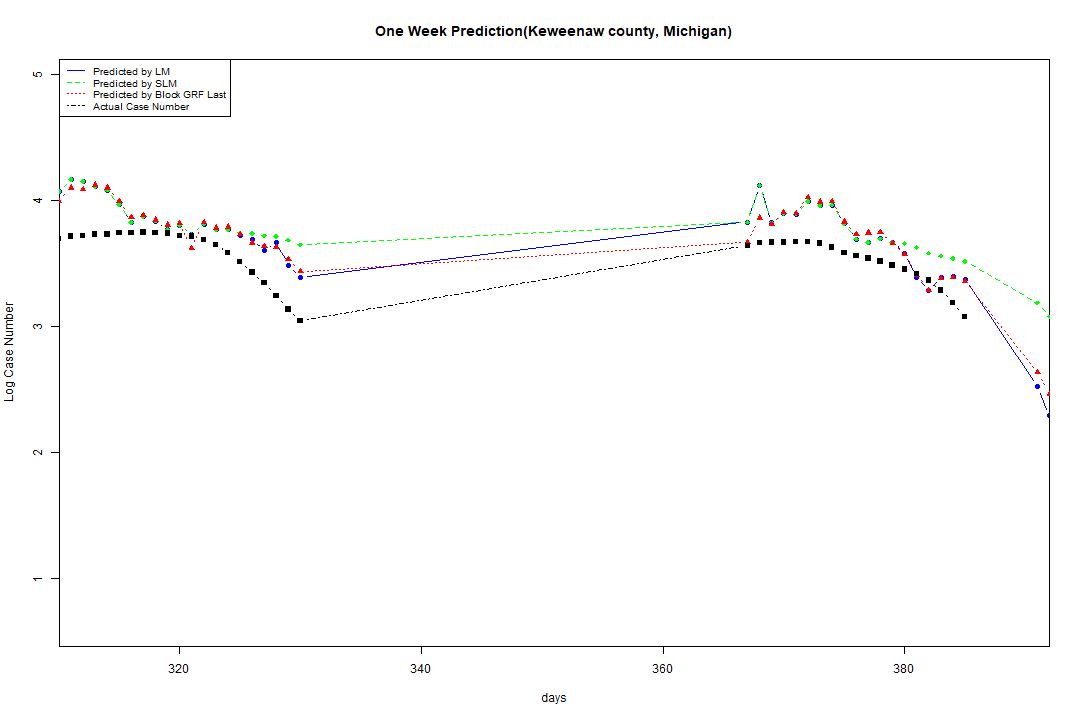 One Week Prediction(Keweenaw county, Michigan)
Predicted by LM
Predicted by SLM
Predicted by Block GRF Last
Actual Case Number
5
4
3
2
1
Log Case Number
320
340
360
380
days